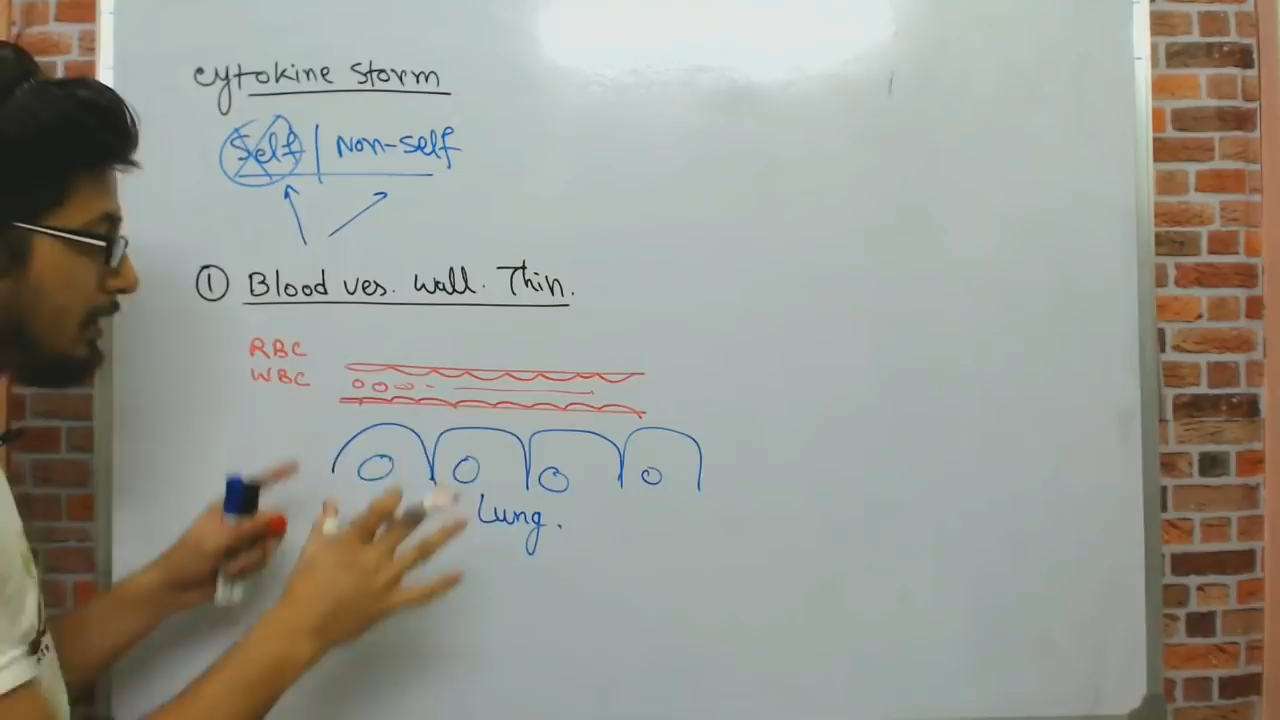 Cytokine Storm
Self | Non-self
① Blood ves. wall. Thin.
RBC
WBC
Lung.